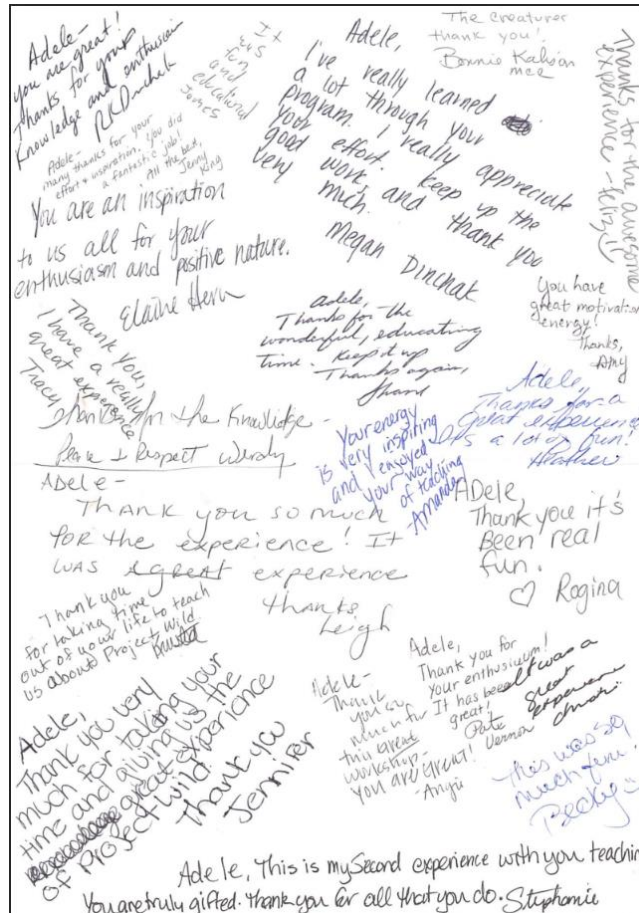 Adele-
you are great!
Thanks for your
Knowledge and enthusiasm
It
was
fun
and
educational
Adele,
I've really learned
a lot through your
program. I really appreciate
your effort. Keep up the
good work, and thank you
very much.
Megan Dinchak
The creatures
thank you!
Bonnie
Thanks for the awesome
experience - Feliz
Adele-
many thanks for your
effort & inspiration. You did
a fantastic job!
All the best,
Jenny
King
You are an inspiration
to us all for your
enthusiasm and positive nature.
Elaine
You have
great motivation
energy!
Thanks,
Amy
Thank you,
I have a really
great experience
Tracy
Adele,
Thanks for the
wonderful, educating
time. Keep it up
Thanks again,
Adele,
Thanks for a
great experience
a lot of fun!
Heather
Thanks for the Knowledge -
Peace & Respect Wendy
Your energy
is very inspiring
and I enjoyed
your way
of teaching
Amanda
ADele-
Thank you so much
for the experience! It
was a great experience
thanks
Leigh
ADele,
Thank you it's
Been real
fun.
♡ Rogina
Thank you
for taking time
out of your life to teach
us about Project Wild
Adele,
Thank you very
much for taking your
time and giving us the
great experience
of Project Wild!
Thank you
Jennifer
Adele-
Thank
you so
much for
this great
workshop-
you are great!
-Angie
Adele,
Thank you for
your enthusium!
It has been
great!
Pate
Vernon
It was a
great
experience
This was so
much fun!
Becky
Adele, This is my Second experience with you teaching
You are truly gifted. Thank you for all that you do. Stephanie